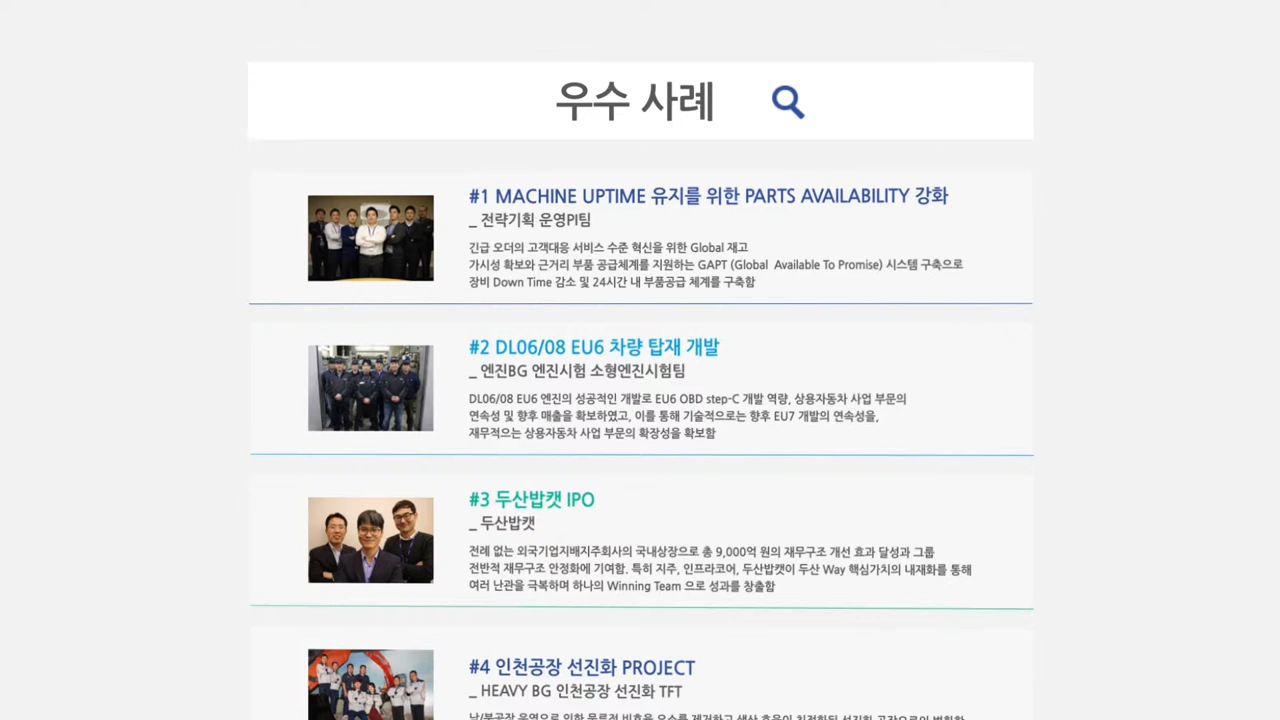 우수 사례
#1 MACHINE UPTIME 유지를 위한 PARTS AVAILABILITY 강화
_ 전략기획 운영PI팀
긴급 오더의 고객대응 서비스 수준 혁신을 위한 Global 재고
가시성 확보와 근거리 부품 공급체계를 지원하는 GAPT (Global Available To Promise) 시스템 구축으로
장비 Down Time 감소 및 24시간 내 부품공급 체계를 구축함
#2 DL06/08 EU6 차량 탑재 개발
_ 엔진BG 엔진시험 소형엔진시험팀
DL06/08 EU6 엔진의 성공적인 개발로 EU6 OBD step-C 개발 역량, 상용자동차 사업 부문의
연속성 및 향후 매출을 확보하였고, 이를 통해 기술적으로는 향후 EU7 개발의 연속성을,
재무적으는 상용자동차 사업 부문의 확장성을 확보함
#3 두산밥캣 IPO
_ 두산밥캣
전례 없는 외국기업지배지주회사의 국내상장으로 총 9,000억 원의 재무구조 개선 효과 달성과 그룹
전반적 재무구조 안정화에 기여함. 특히 지주, 인프라코어, 두산밥캣이 두산 Way 핵심가치의 내재화를 통해
여러 난관을 극복하며 하나의 Winning Team 으로 성과를 창출함
#4 인천공장 선진화 PROJECT
_ HEAVY BG 인천공장 선진화 TFT